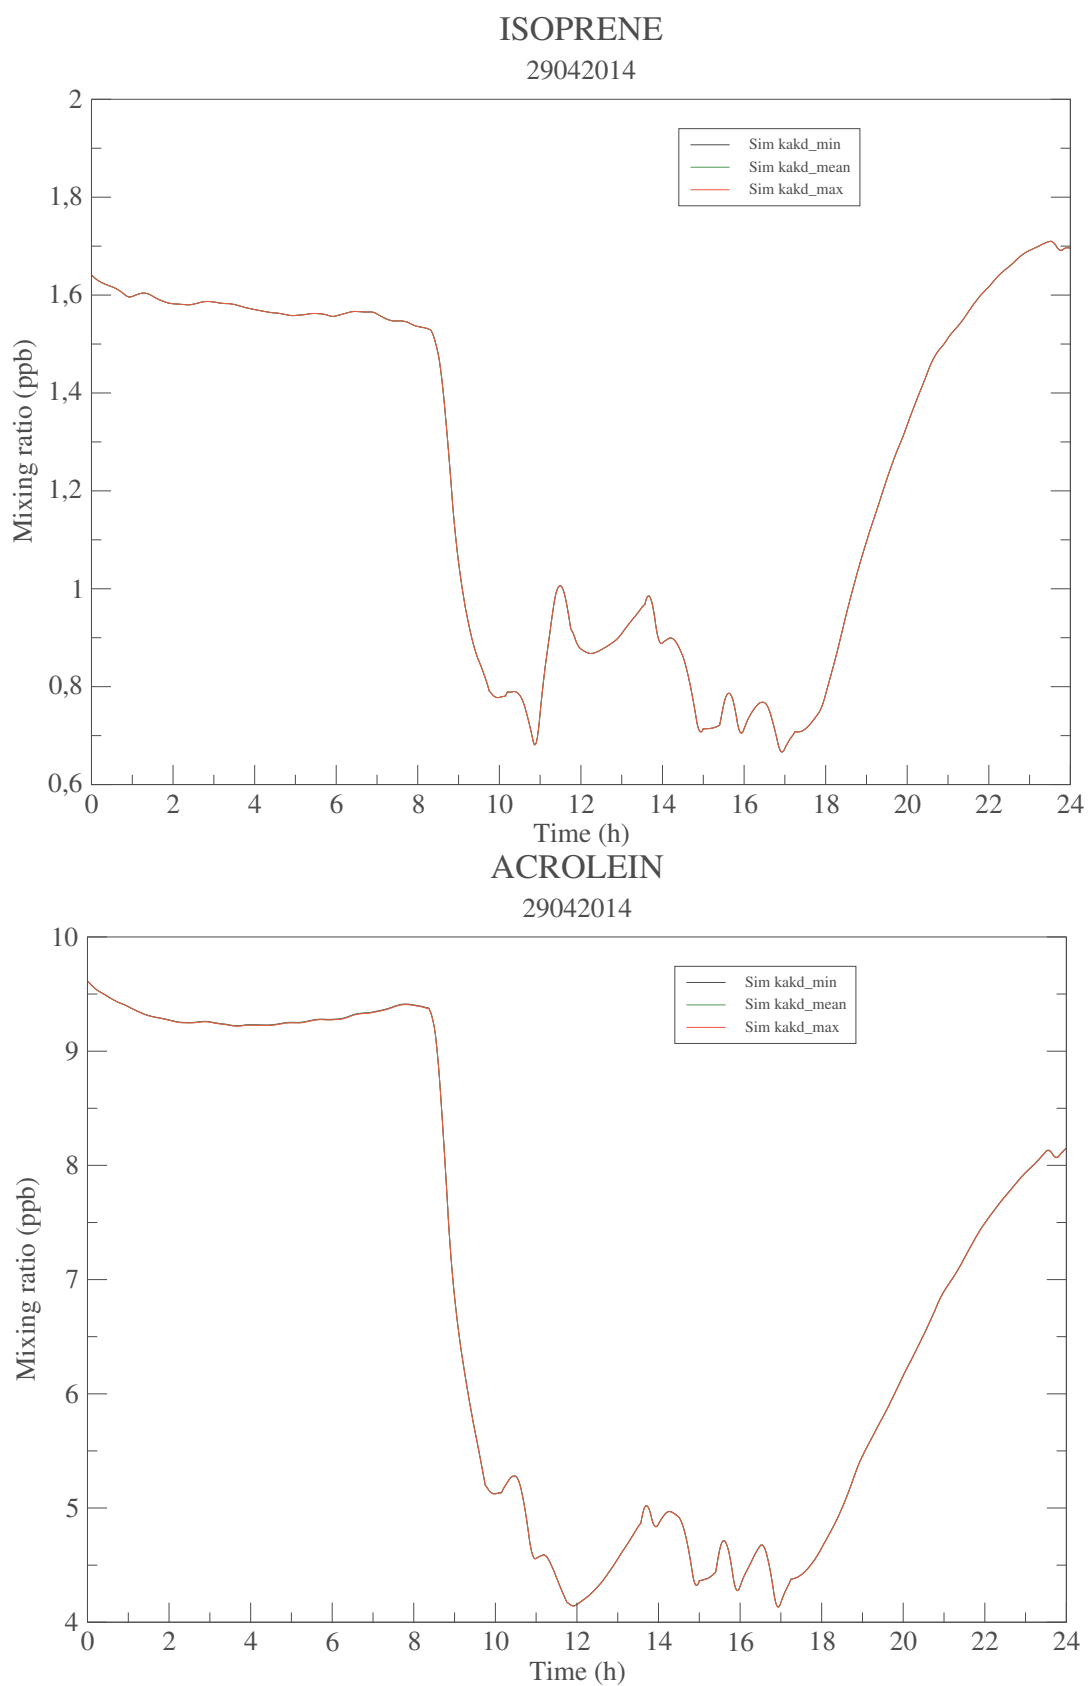 ISOPRENE
29042014
Sim kakd_min
Sim kakd_mean
Sim kakd_max
Mixing ratio (ppb)
2
1,8
1,6
1,4
1,2
1
0,8
0,6
0 2 4 6 8 10 12 14 16 18 20 22 24
Time (h)
ACROLEIN
29042014
Sim kakd_min
Sim kakd_mean
Sim kakd_max
Mixing ratio (ppb)
10
9
8
7
6
5
4
0 2 4 6 8 10 12 14 16 18 20 22 24
Time (h)